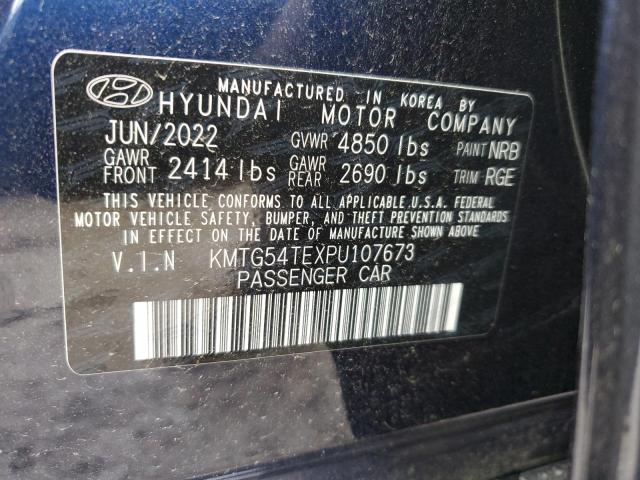 MANUFACTURED IN KOREA BY
HYUNDAI MOTOR COMPANY
JUN/2022 GVWR 4850 lbs PAINT NRB
GAWR FRONT 2414 lbs GAWR REAR 2690 lbs TRIM RGE
THIS VEHICLE CONFORMS TO ALL APPLICABLE U.S.A. FEDERAL
MOTOR VEHICLE SAFETY, BUMPER, AND THEFT PREVENTION STANDARDS
IN EFFECT ON THE DATE OF MANUFACTURE SHOWN ABOVE
V.I.N KMTG54TEXPU107673
PASSENGER CAR